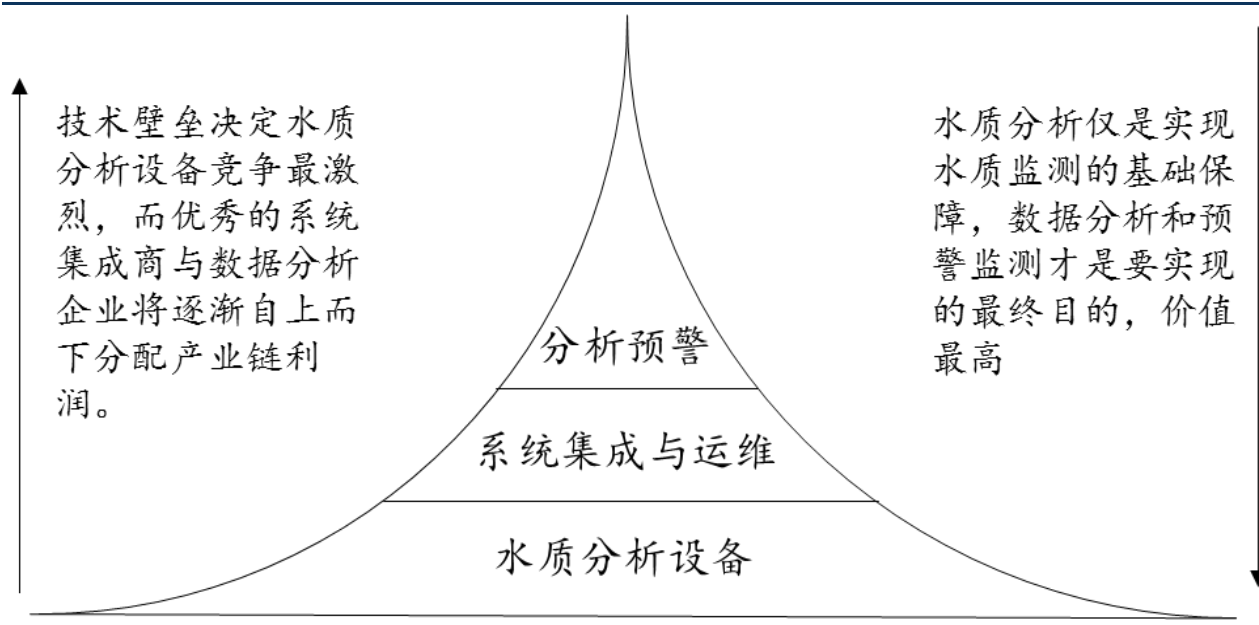 技术壁垒决定水质
分析设备竞争最激
烈，而优秀的系统
集成商与数据分析
企业将逐渐自上而
下分配产业链利
润。
水质分析仅是实现
水质监测的基础保
障，数据分析和预
警监测才是要实现
的最终目的，价值
最高
分析预警
系统集成与运维
水质分析设备